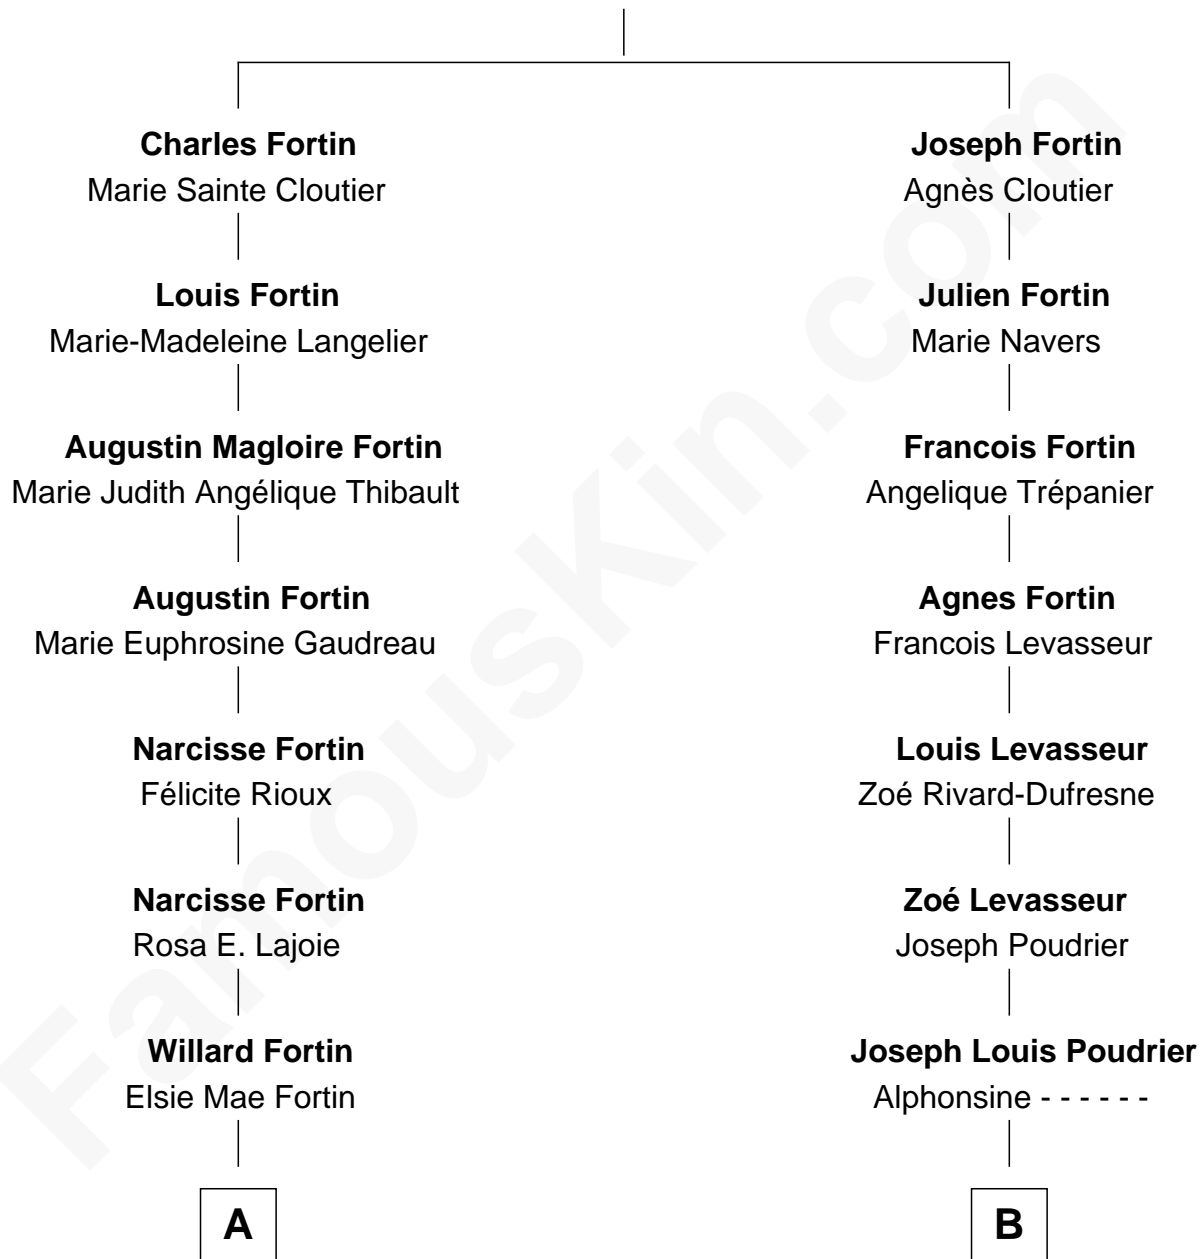 Charles Fortin
Marie Sainte Cloutier
Joseph Fortin
Agnès Cloutier
Louis Fortin
Marie-Madeleine Langelier
Julien Fortin
Marie Navers
Augustin Magloire Fortin
Marie Judith Angélique Thibault
Francois Fortin
Angelique Trépanier
Augustin Fortin
Marie Euphrosine Gaudreau
Agnes Fortin
Francois Levasseur
Narcisse Fortin
Félicite Rioux
Louis Levasseur
Zoé Rivard-Dufresne
Narcisse Fortin
Rosa E. Lajoie
Zoé Levasseur
Joseph Poudrier
Willard Fortin
Elsie Mae Fortin
Joseph Louis Poudrier
Alphonsine - - - - - -
A
B
FamousKin.com